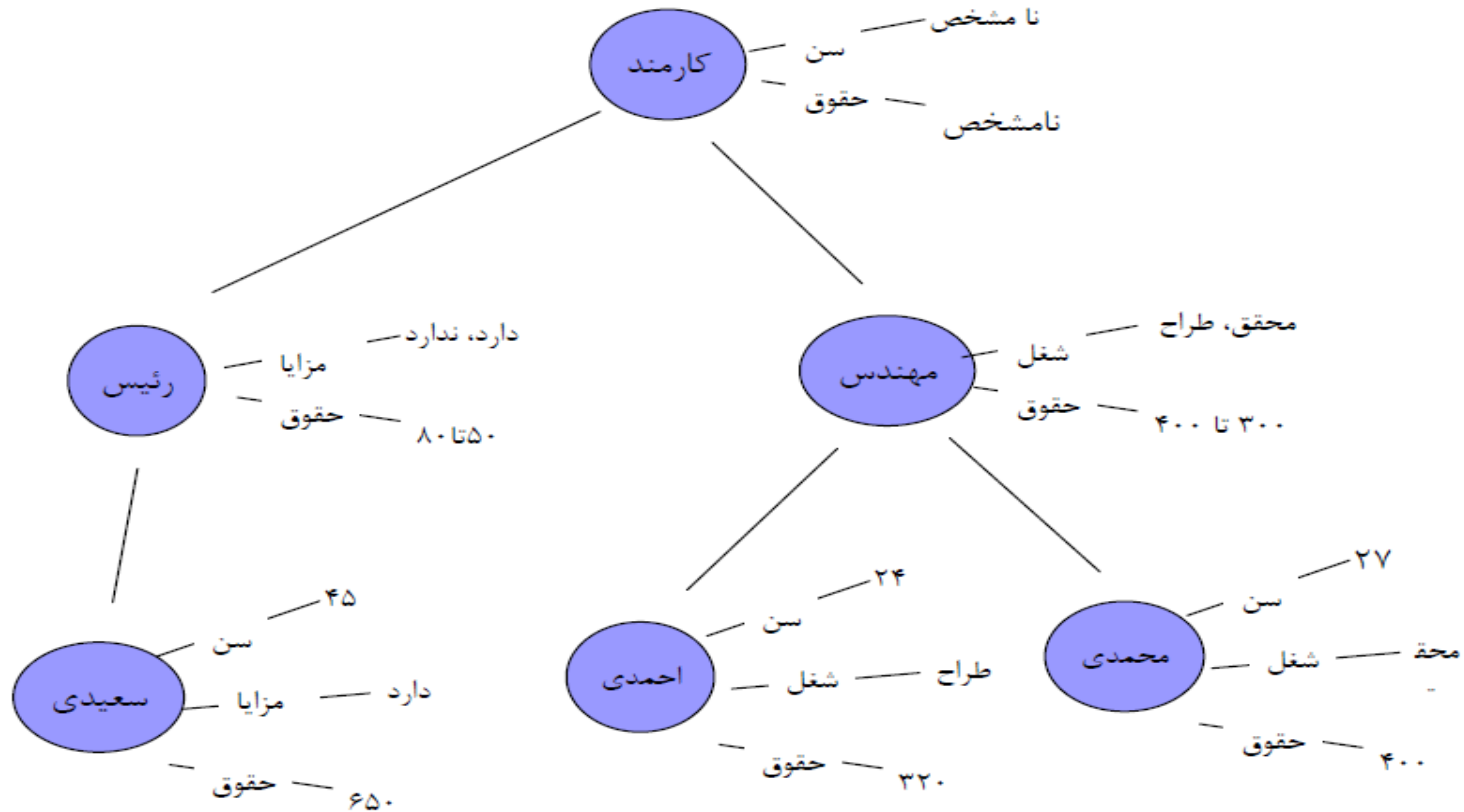 کارمند
سن
نا مشخص
حقوق
نامشخص
مهندس
شغل
محقق، طراح
حقوق
۳۰۰ تا ۴۰۰
رئیس
مزایا
دارد، ندارد
حقوق
۵۰تا۸۰
محمدی
سن
۲۷
شغل
محق
حقوق
۴۰۰
احمدی
سن
۲۴
شغل
طراح
حقوق
۳۲۰
سعیدی
سن
۴۵
مزایا
دارد
حقوق
۶۵۰